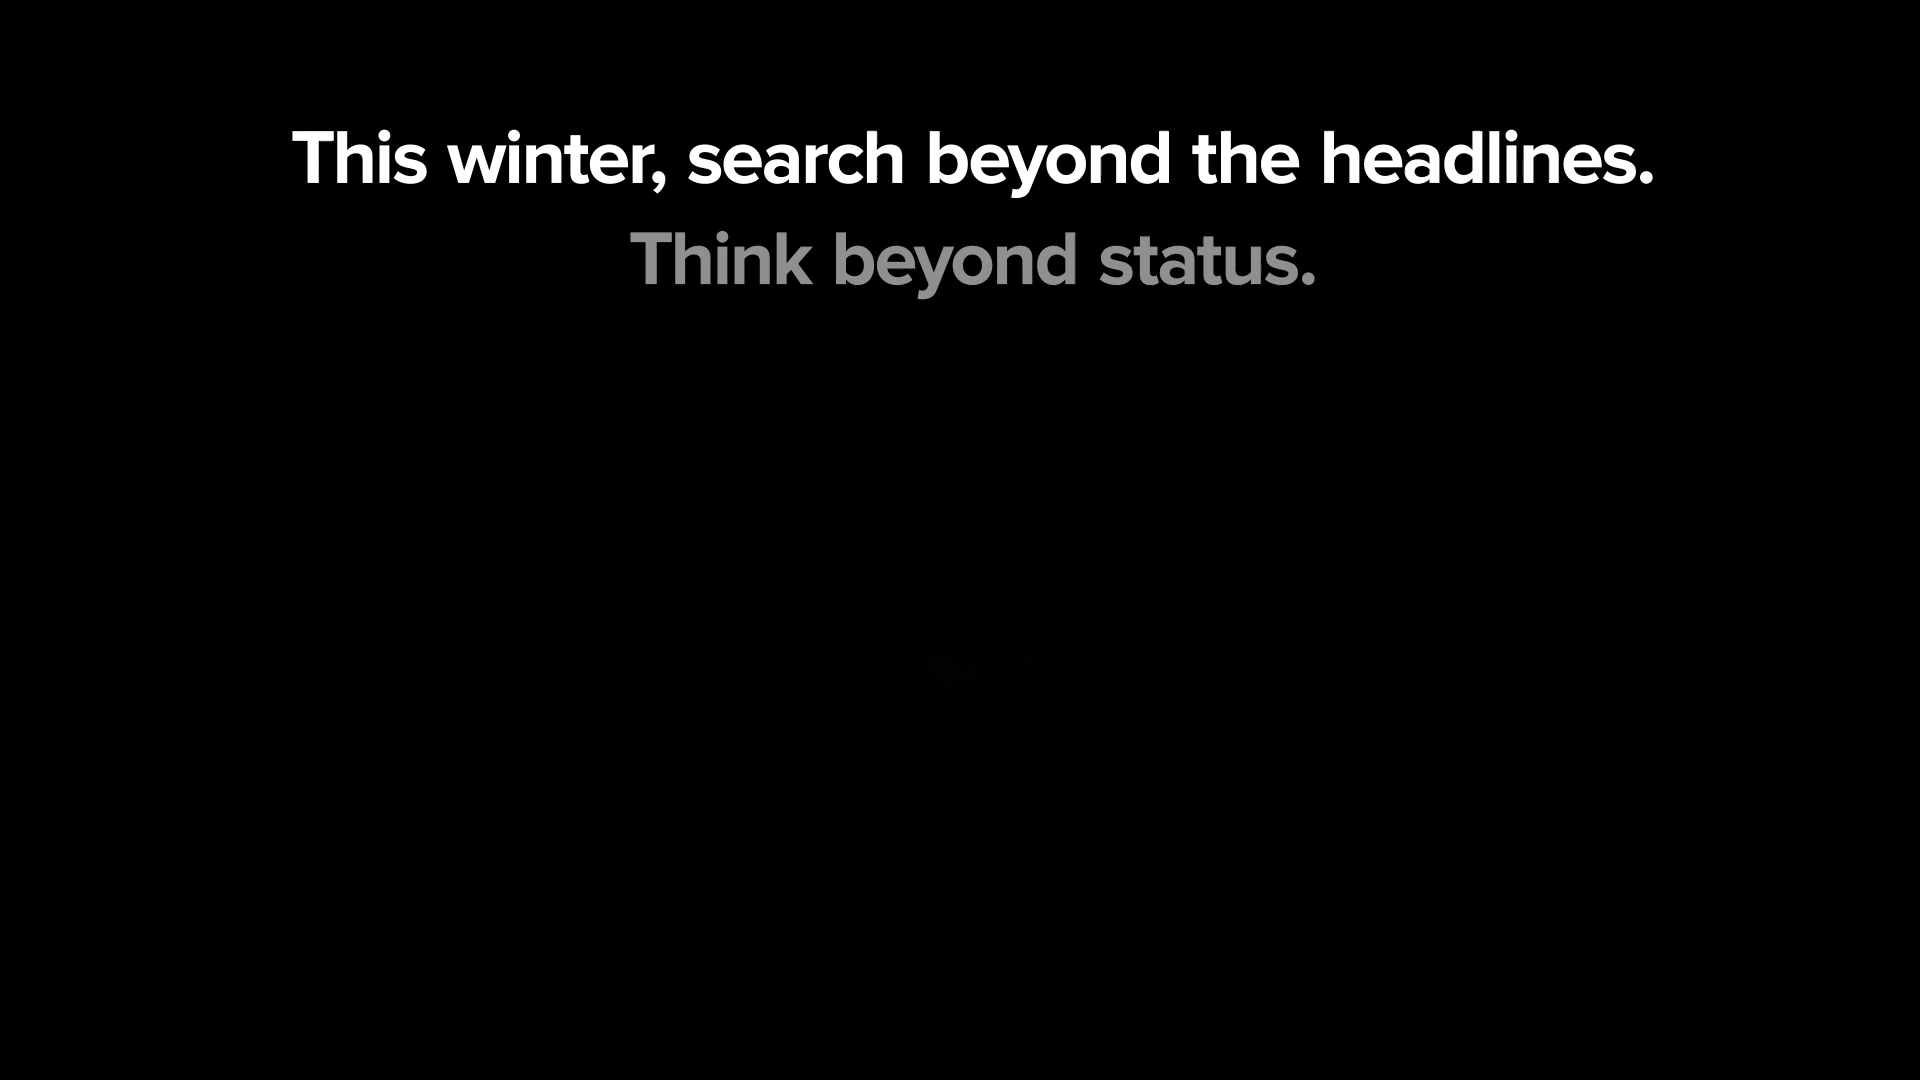 This winter, search beyond the headlines.
Think beyond status.